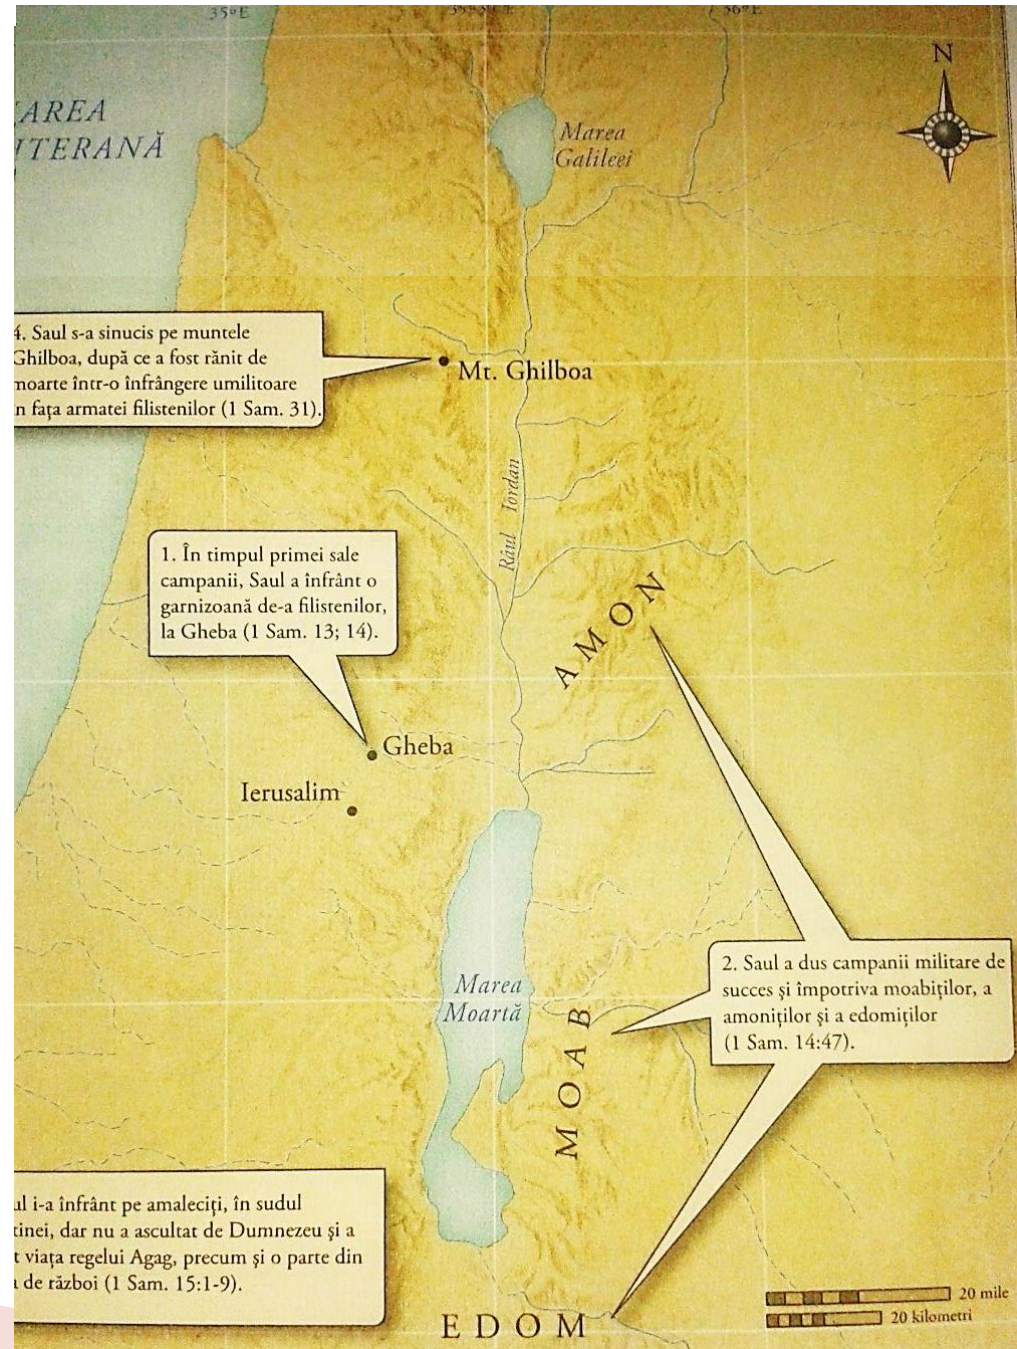 35°E
36°E
N
AREA
TERANĂ
Marea
Galileei
4. Saul s-a sinucis pe muntele
Ghilboa, după ce a fost rănit de
moarte într-o înfrângere umilitoare
n fața armatei filistenilor (1 Sam. 31).
Mt. Ghilboa
Râul Iordan
1. În timpul primei sale
campanii, Saul a înfrânt o
garnizoană de-a filistenilor,
la Gheba (1 Sam. 13; 14).
AMON
Gheba
Ierusalim
2. Saul a dus campanii militare de
succes și împotriva moabiților, a
amoniților și a edomiților
(1 Sam. 14:47).
Marea
Moartă
MOAB
ul i-a înfrânt pe amaleciți, în sudul
tinei, dar nu a ascultat de Dumnezeu și a
t viața regelui Agag, precum și o parte din
de război (1 Sam. 15:1-9).
EDOM
20 mile
20 kilometri